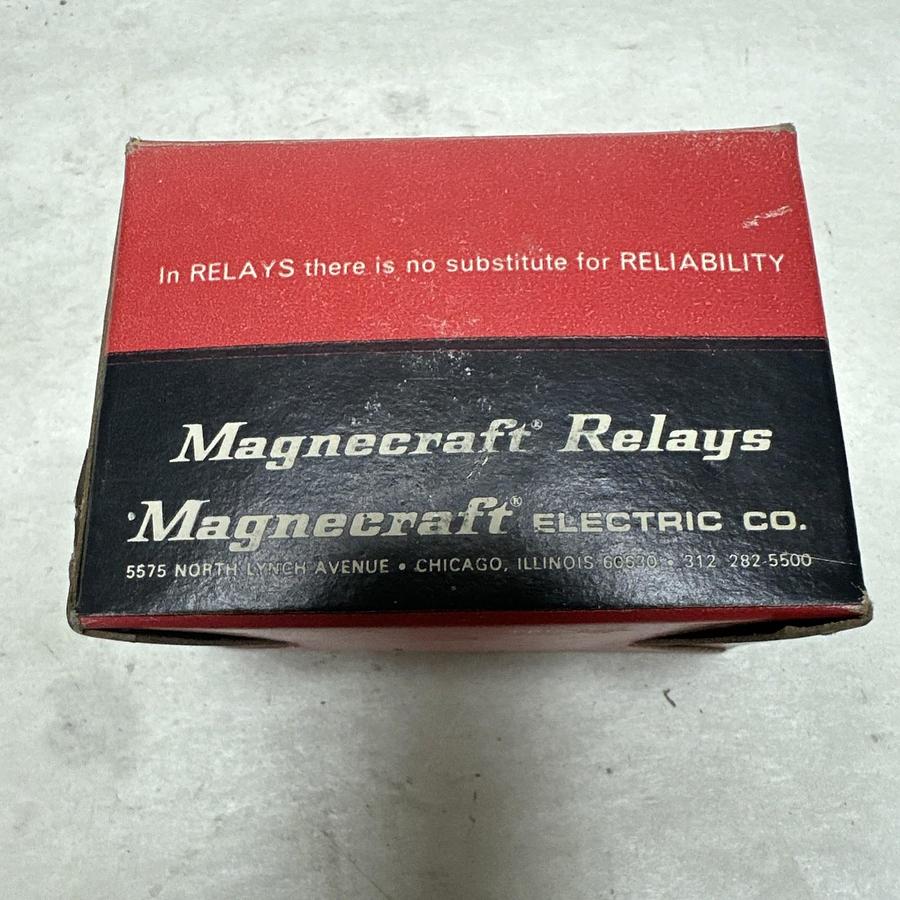 In RELAYS there is no substitute for RELIABILITY
Magnecraft® Relays
Magnecraft® ELECTRIC CO.
5575 NORTH LYNCH AVENUE • CHICAGO, ILLINOIS 60630 • 312 282-5500